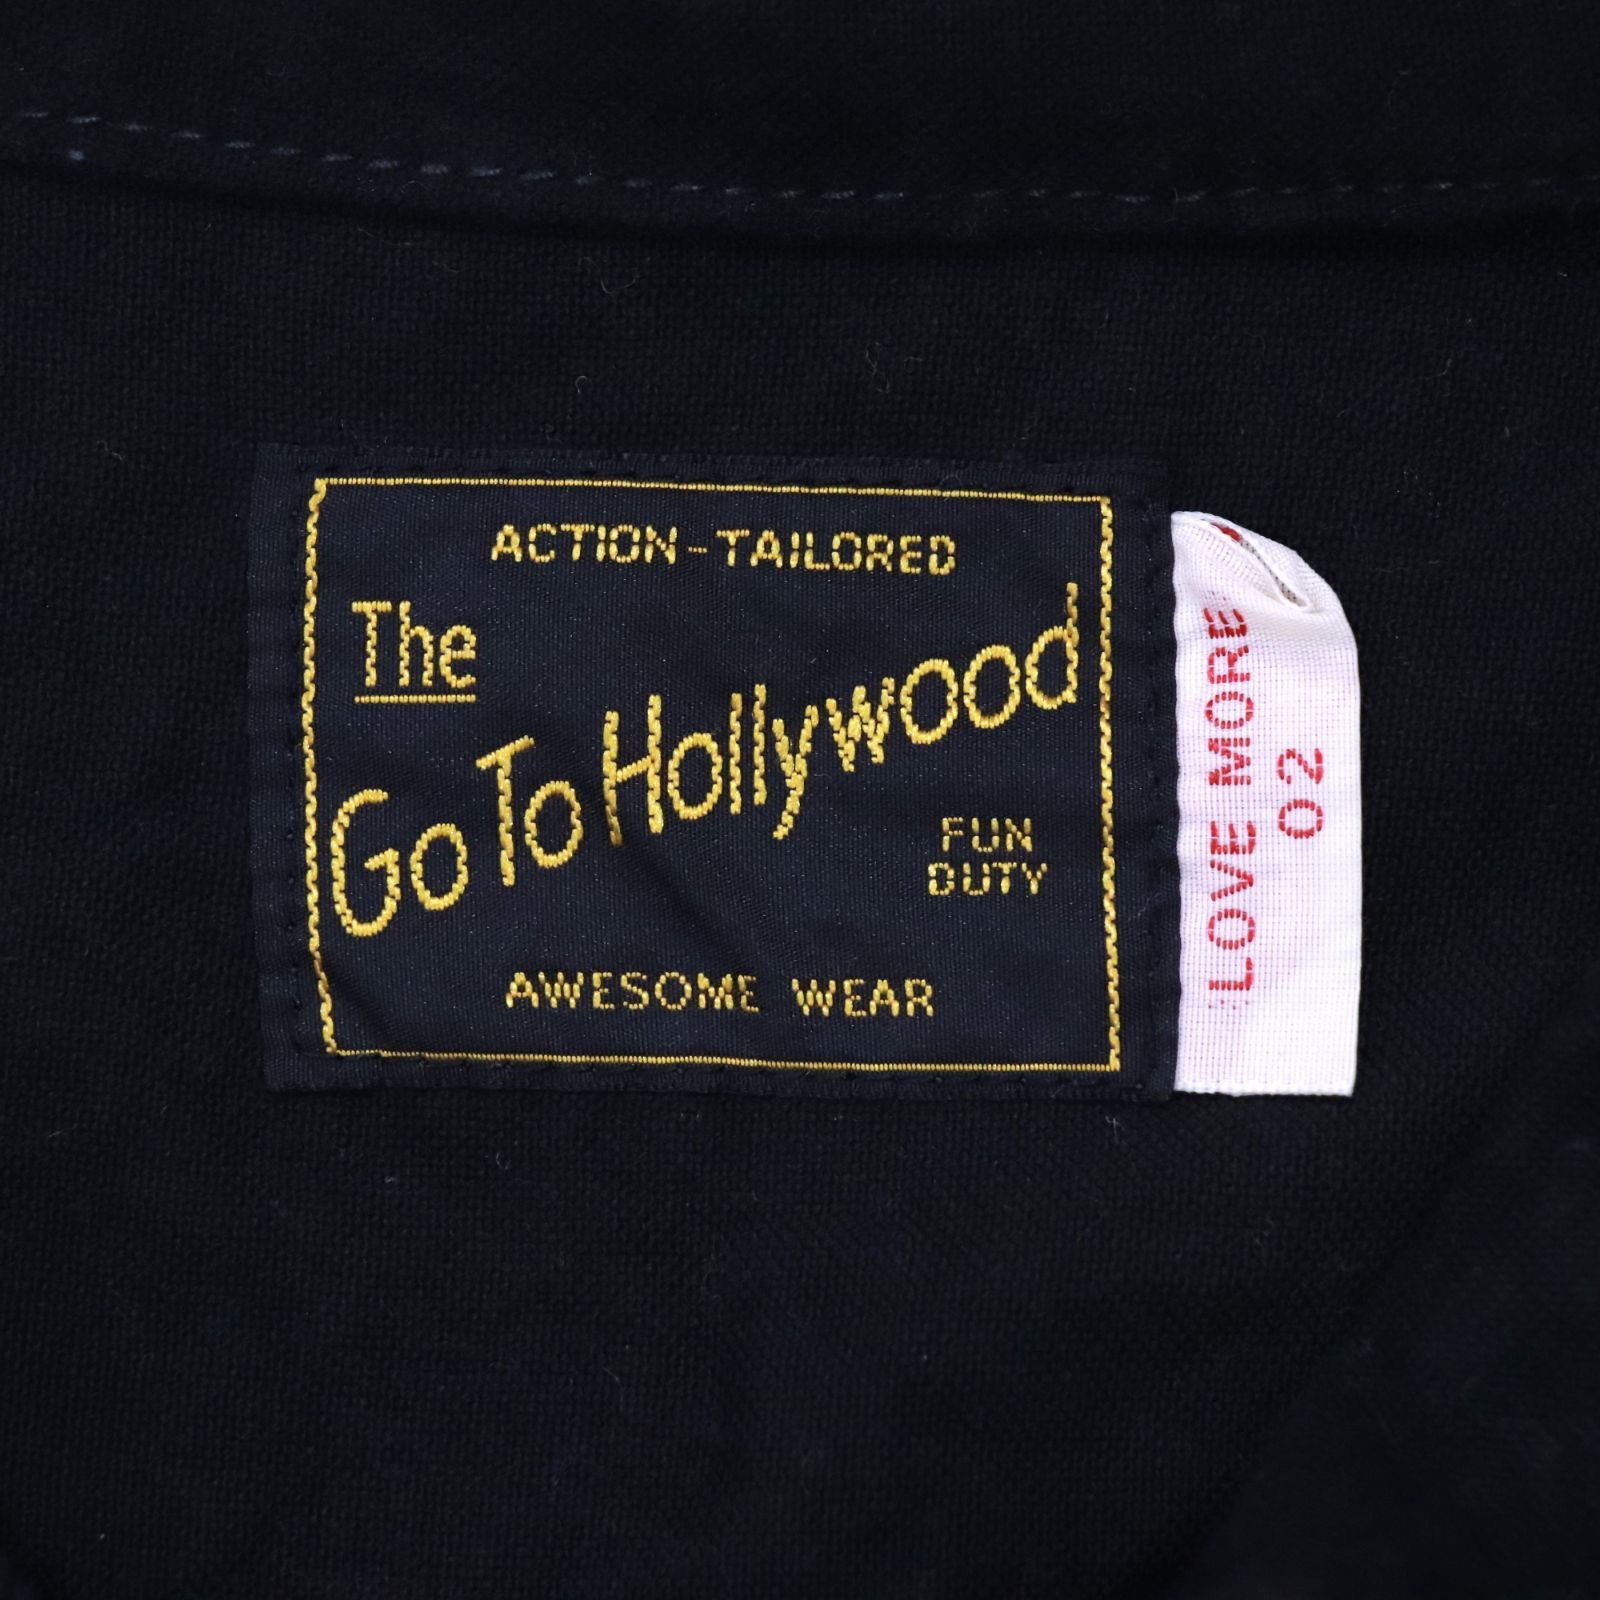 ACTION-TAILORED
The
Go To Hollywood
FUN
DUTY
AWESOME WEAR
LOVE MORE
02